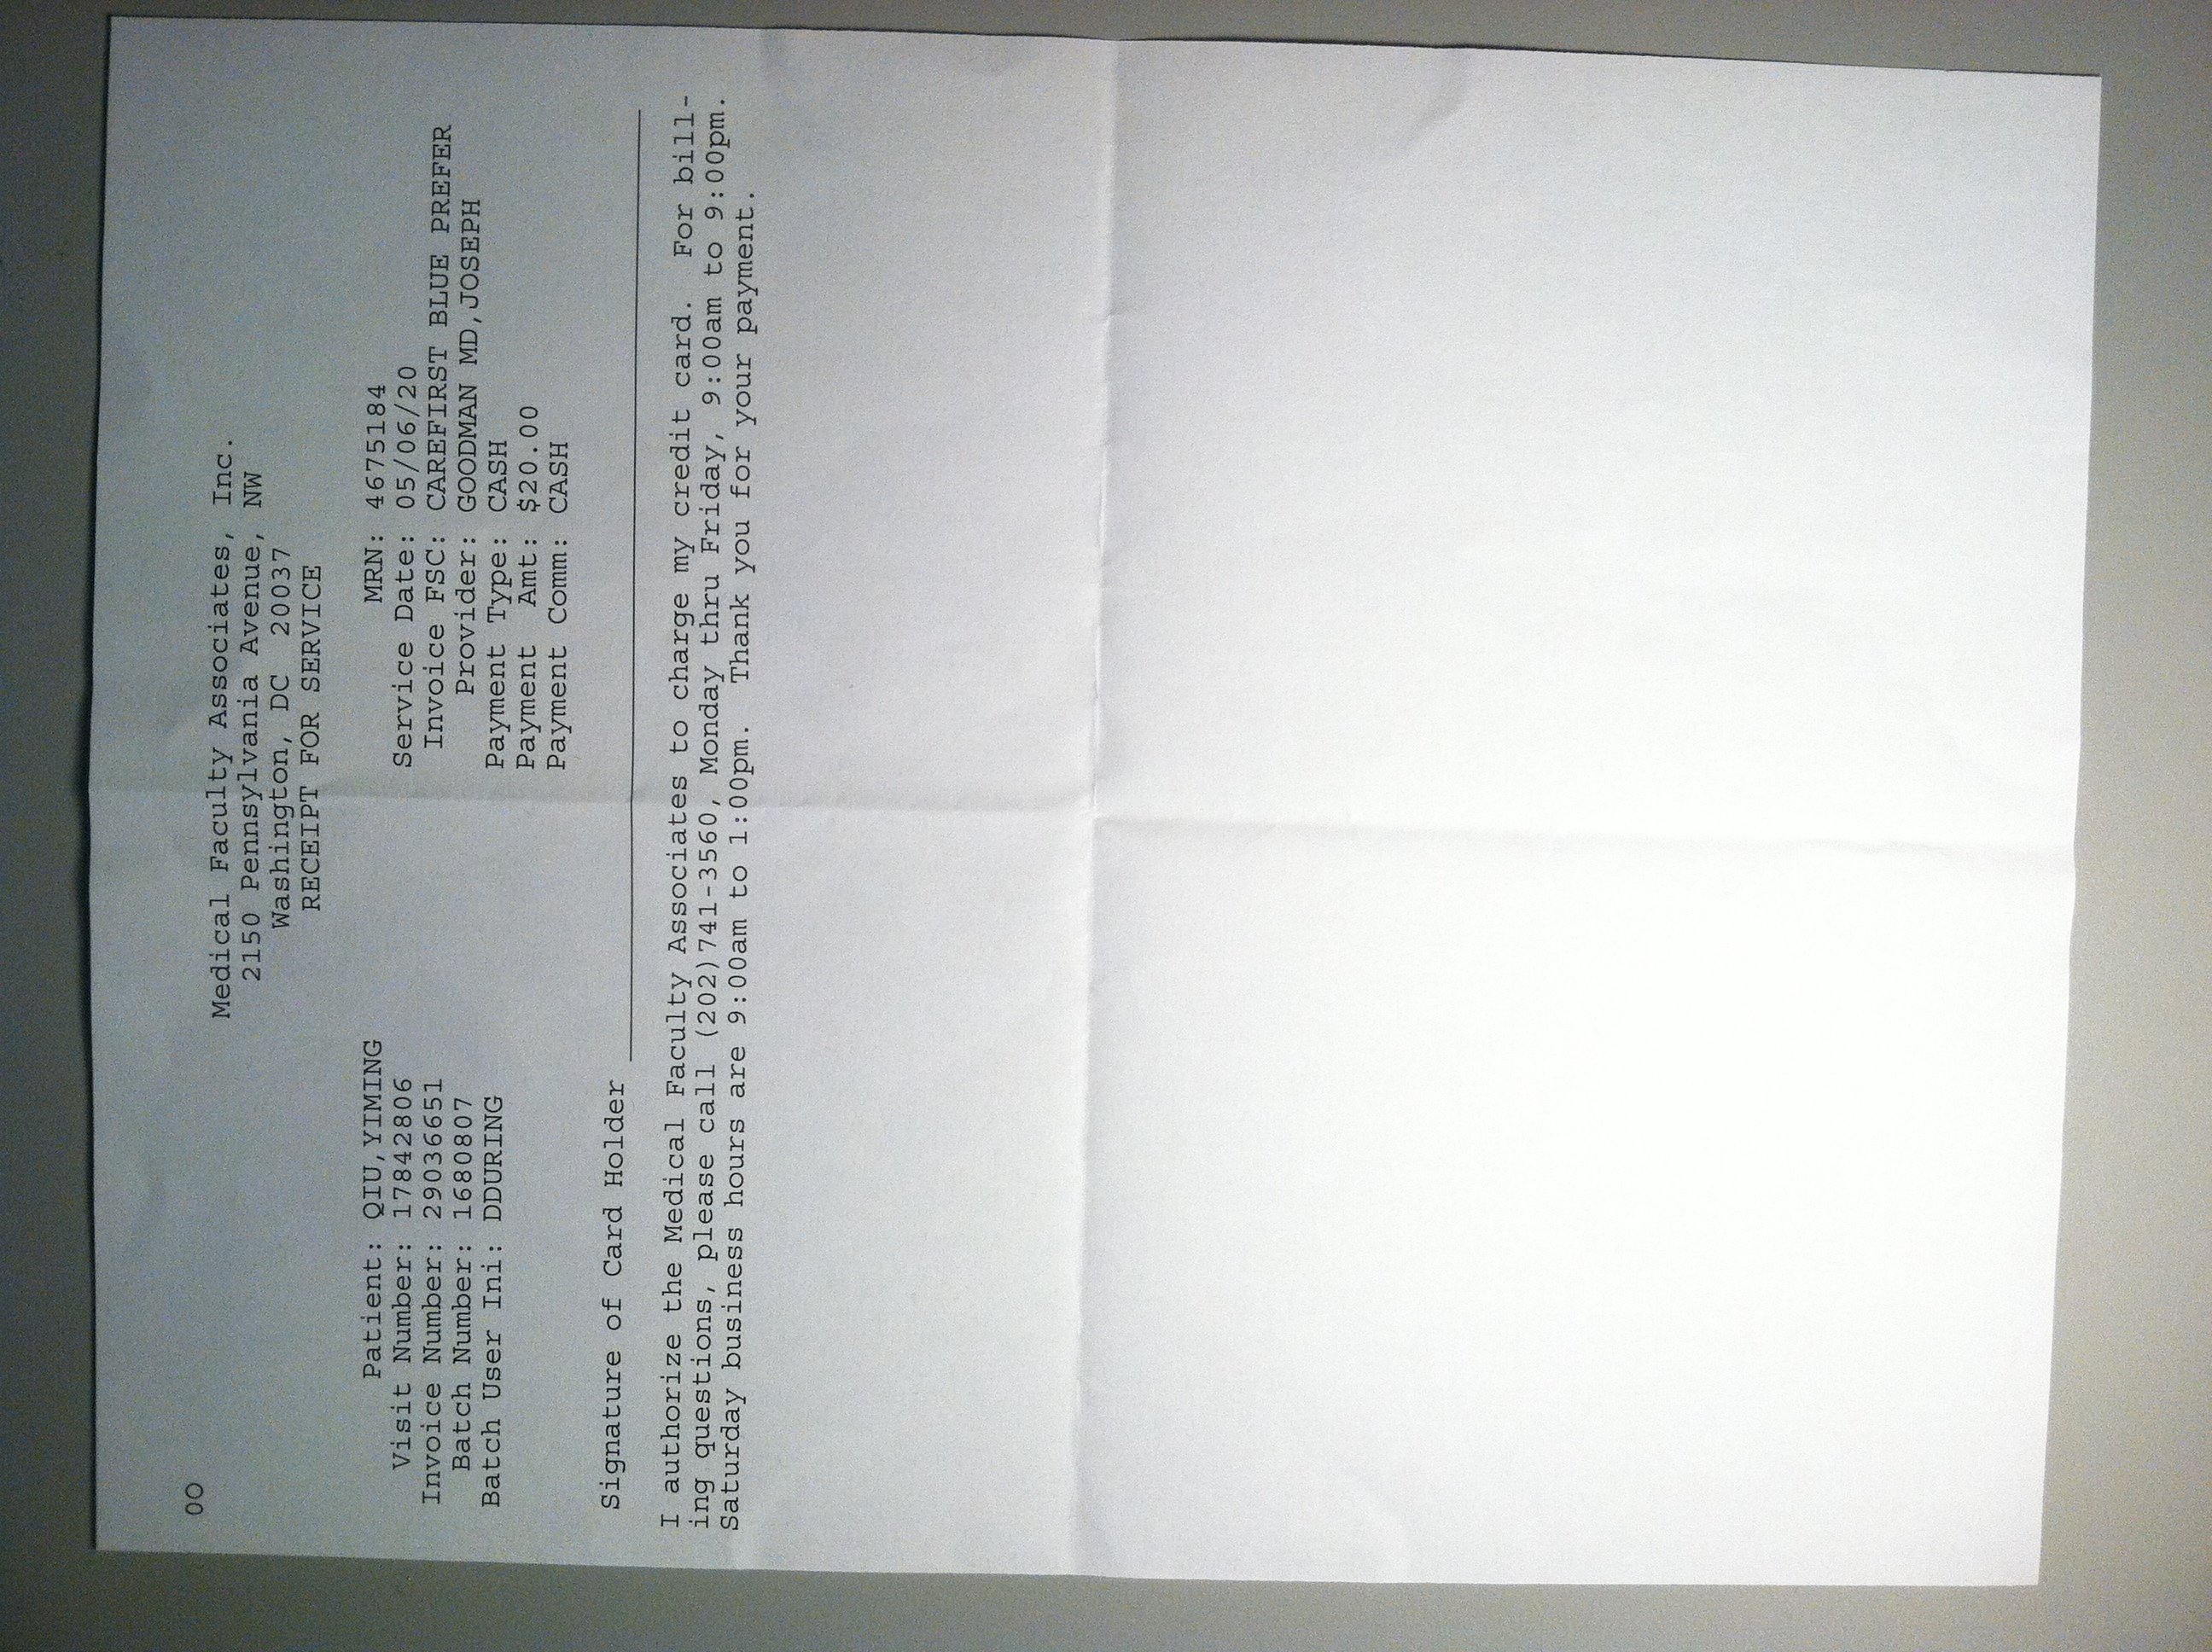 OO
Medical Faculty Associates, Inc.
2150 Pennsylvania Avenue, NW
Washington, DC 20037
RECEIPT FOR SERVICE
Patient: QIU,YIMING
Visit Number: 17842806
Invoice Number: 29036651
Batch Number: 1680807
Batch User Ini: DDURING
MRN: 4675184
Service Date: 05/06/20
Invoice FSC: CAREFIRST BLUE PREFER
Provider: GOODMAN MD,JOSEPH
Payment Type: CASH
Payment Amt: $20.00
Payment Comm: CASH
Signature of Card Holder
I authorize the Medical Faculty Associates to charge my credit card. For bill-
ing questions, please call (202)741-3560, Monday thru Friday, 9:00am to 9:00pm.
Saturday business hours are 9:00am to 1:00pm. Thank you for your payment.